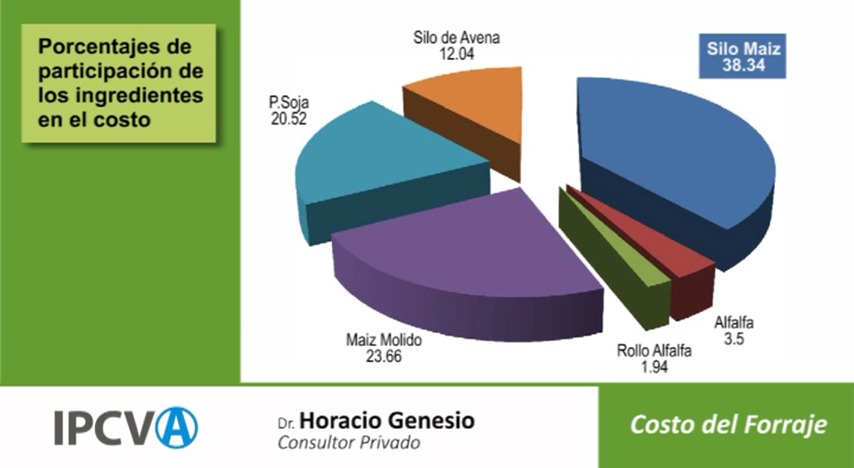 Porcentajes de
participación de
los ingredientes
en el costo
Silo de Avena
12.04
Silo Maiz
38.34
P.Soja
20.52
Maiz Molido
23.66
Rollo Alfalfa
1.94
Alfalfa
3.5
IPCVA
Dr. Horacio Genesio
Consultor Privado
Costo del Forraje